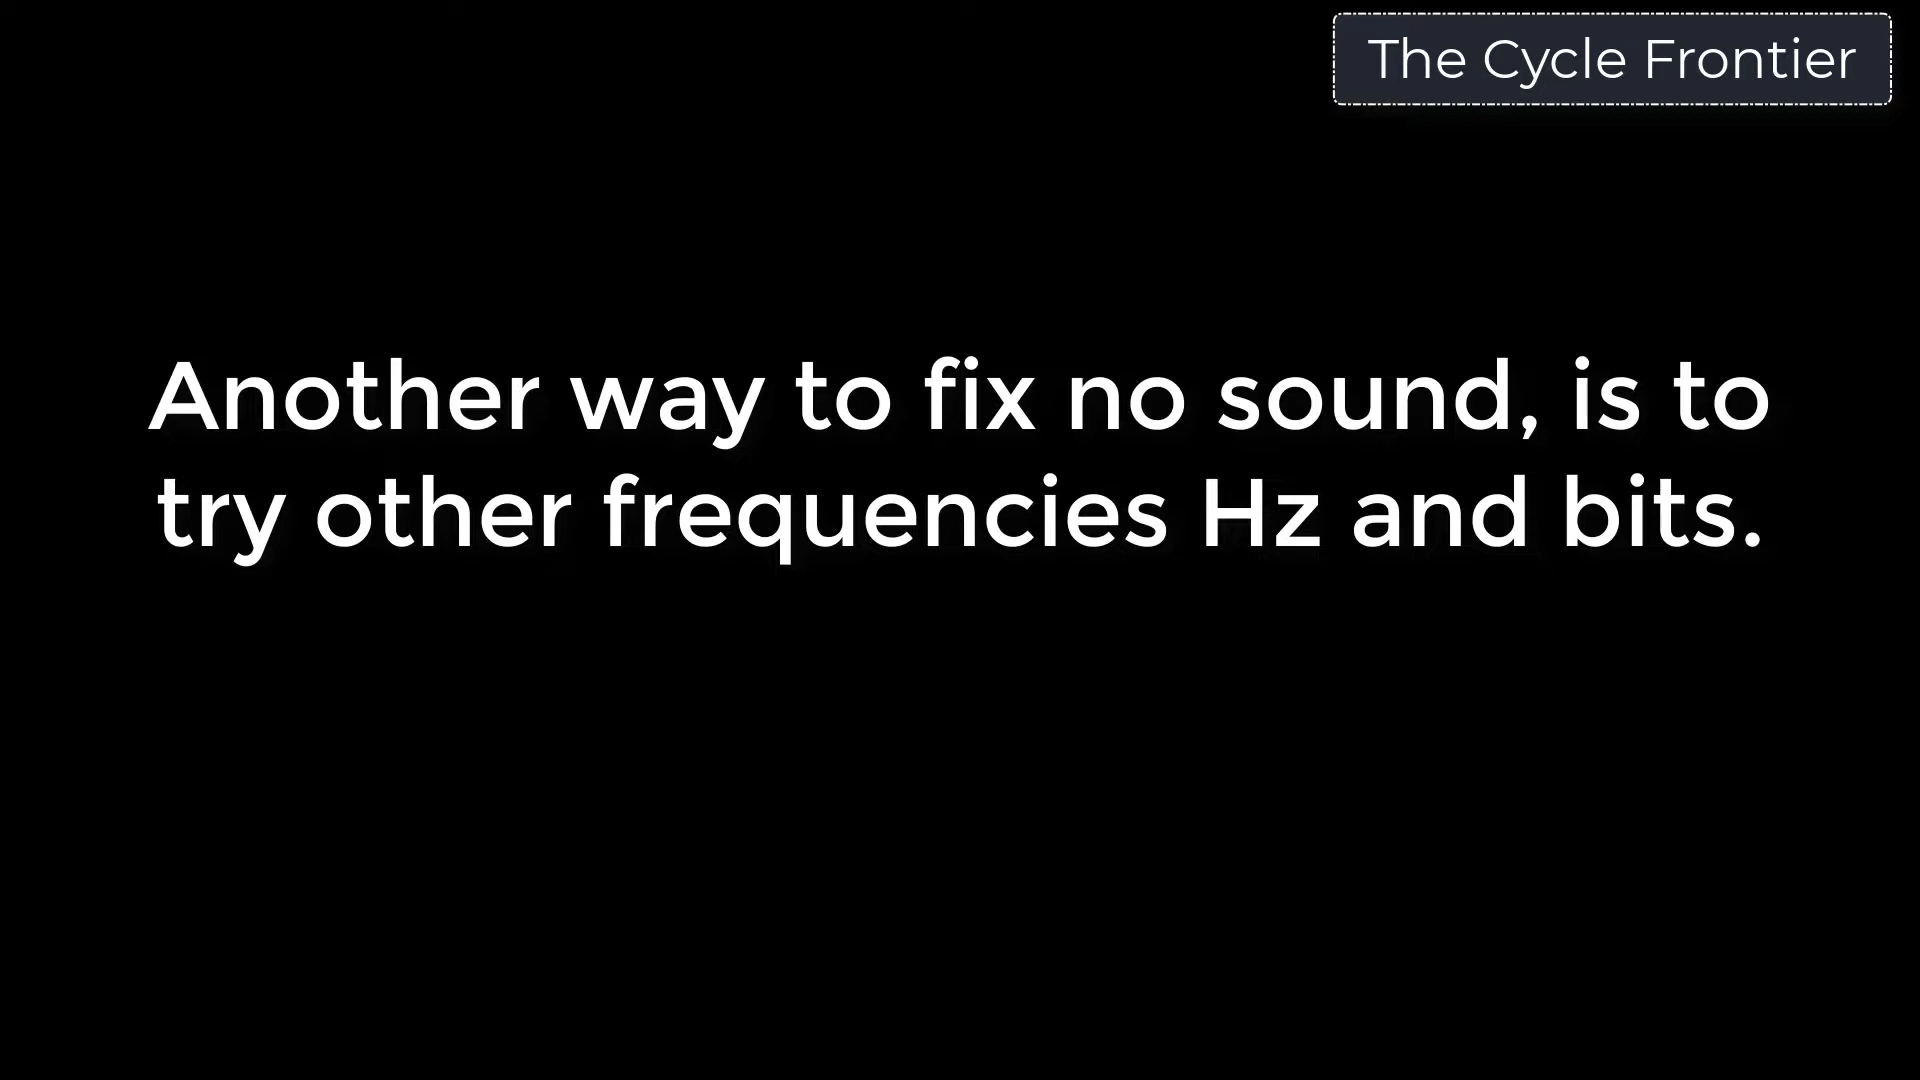 The Cycle Frontier
Another way to fix no sound, is to
try other frequencies Hz and bits.